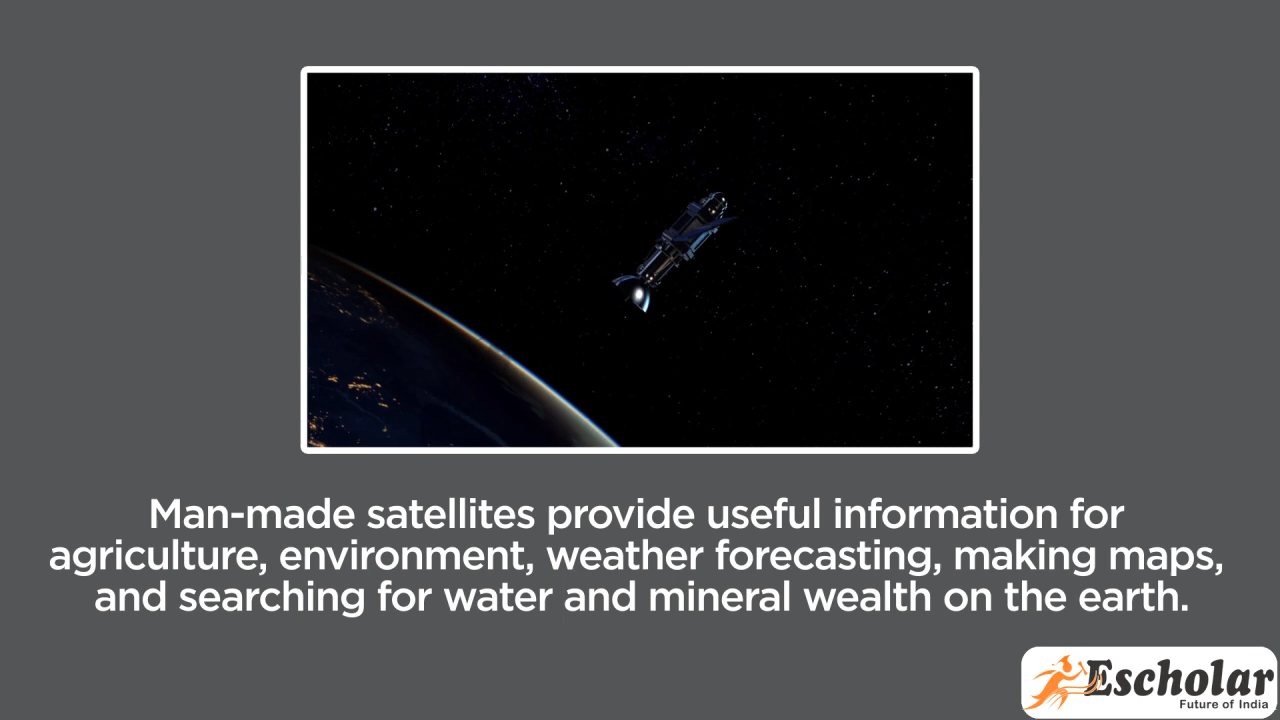 Man-made satellites provide useful information for
agriculture, environment, weather forecasting, making maps,
and searching for water and mineral wealth on the earth.
Escholar
Future of India